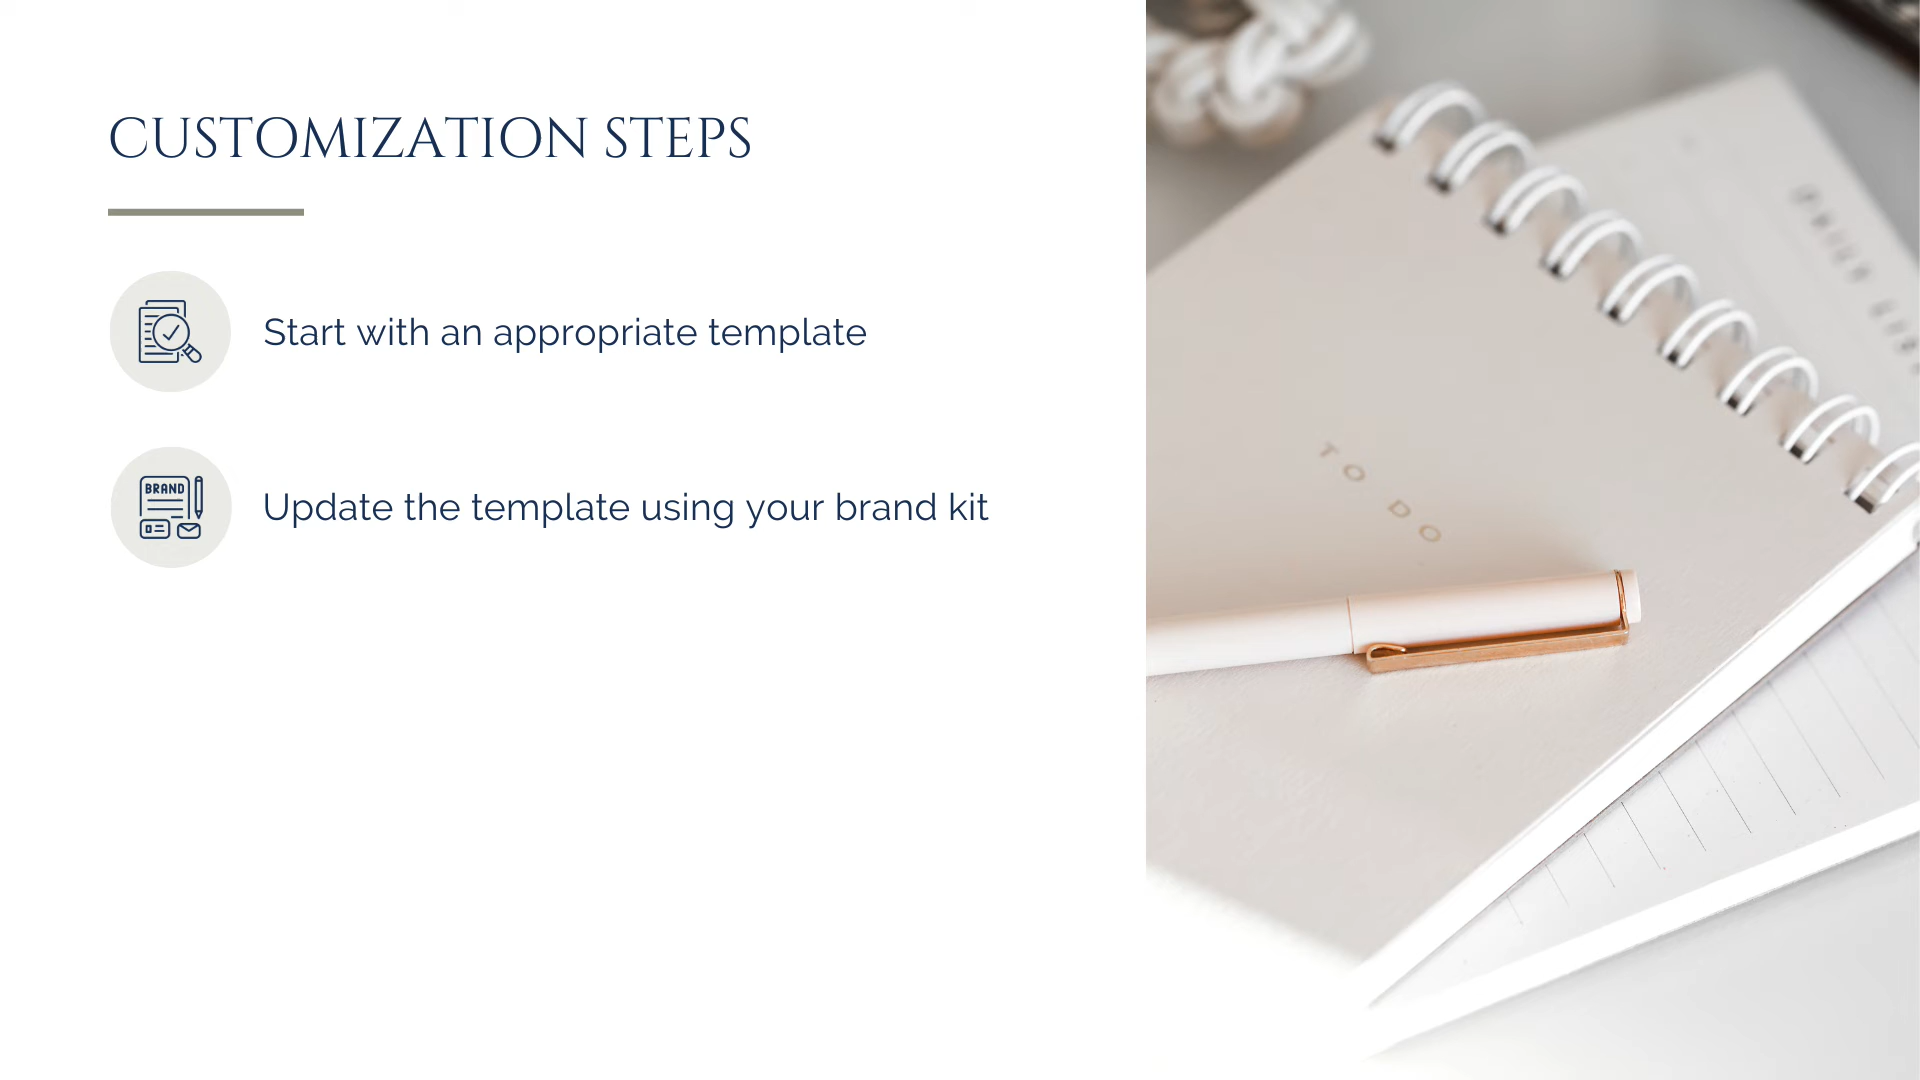 CUSTOMIZATION STEPS
Start with an appropriate template
BRAND
Update the template using your brand kit
TO DO